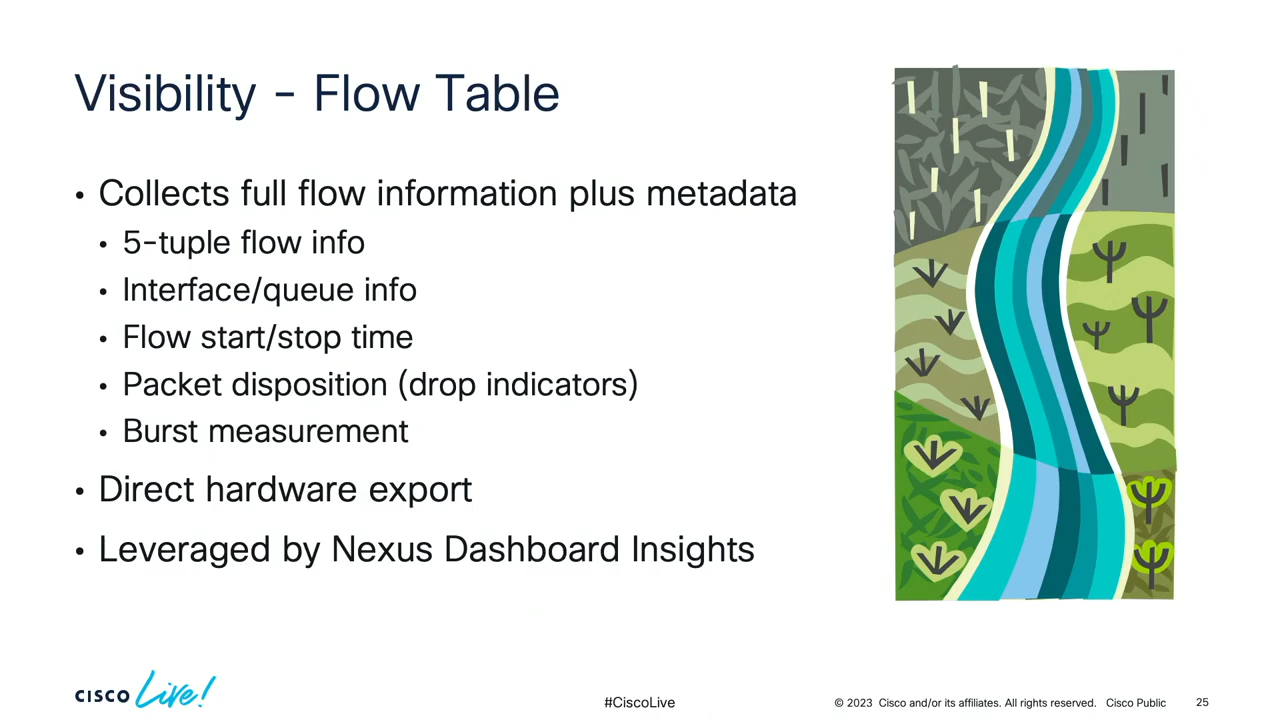 Visibility - Flow Table
• Collects full flow information plus metadata
• 5-tuple flow info
• Interface/queue info
• Flow start/stop time
• Packet disposition (drop indicators)
• Burst measurement
• Direct hardware export
• Leveraged by Nexus Dashboard Insights
CISCO Live!
#CiscoLive
© 2023 Cisco and/or its affiliates. All rights reserved. Cisco Public
25